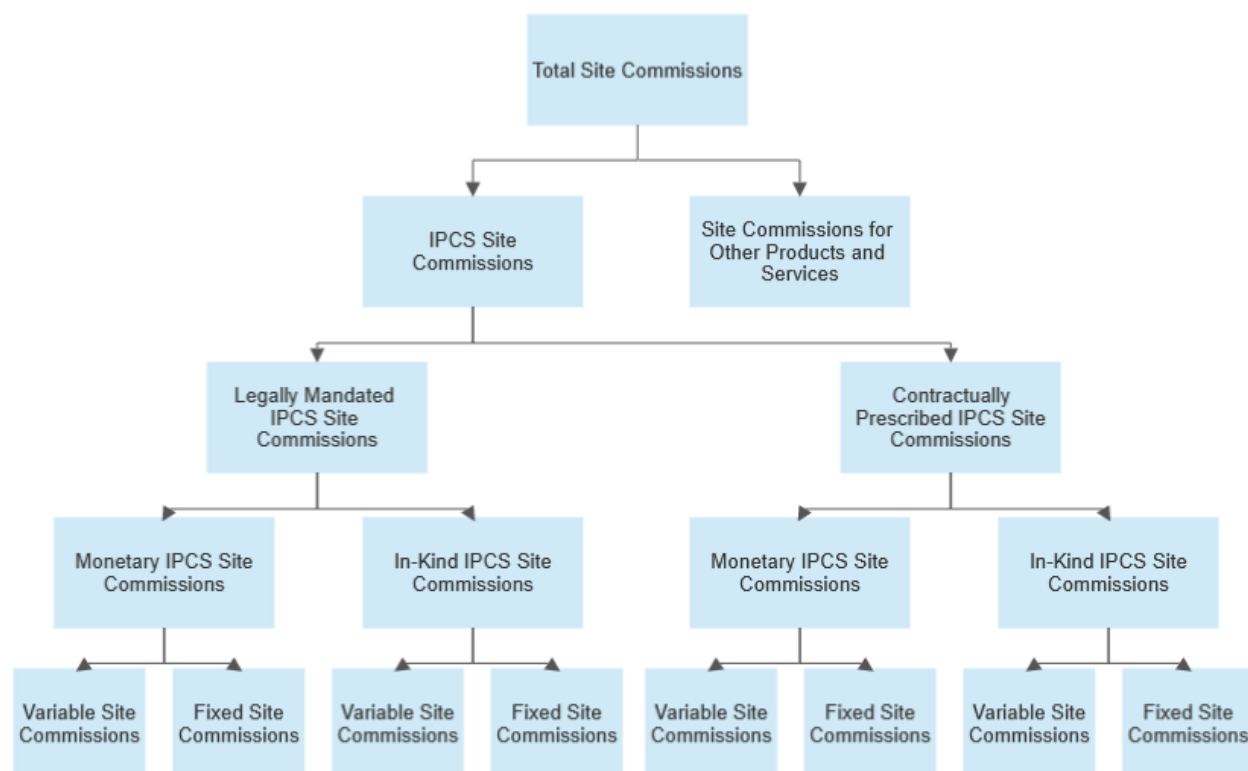 Total Site Commissions
IPCS Site
Commissions
Site Commissions for
Other Products and
Services
Legally Mandated
IPCS Site
Commissions
Contractually
Prescribed IPCS Site
Commissions
Monetary IPCS Site
Commissions
In-Kind IPCS Site
Commissions
Monetary IPCS Site
Commissions
In-Kind IPCS Site
Commissions
Variable Site
Commissions
Fixed Site
Commissions
Variable Site
Commissions
Fixed Site
Commissions
Variable Site
Commissions
Fixed Site
Commissions
Variable Site
Commissions
Fixed Site
Commissions